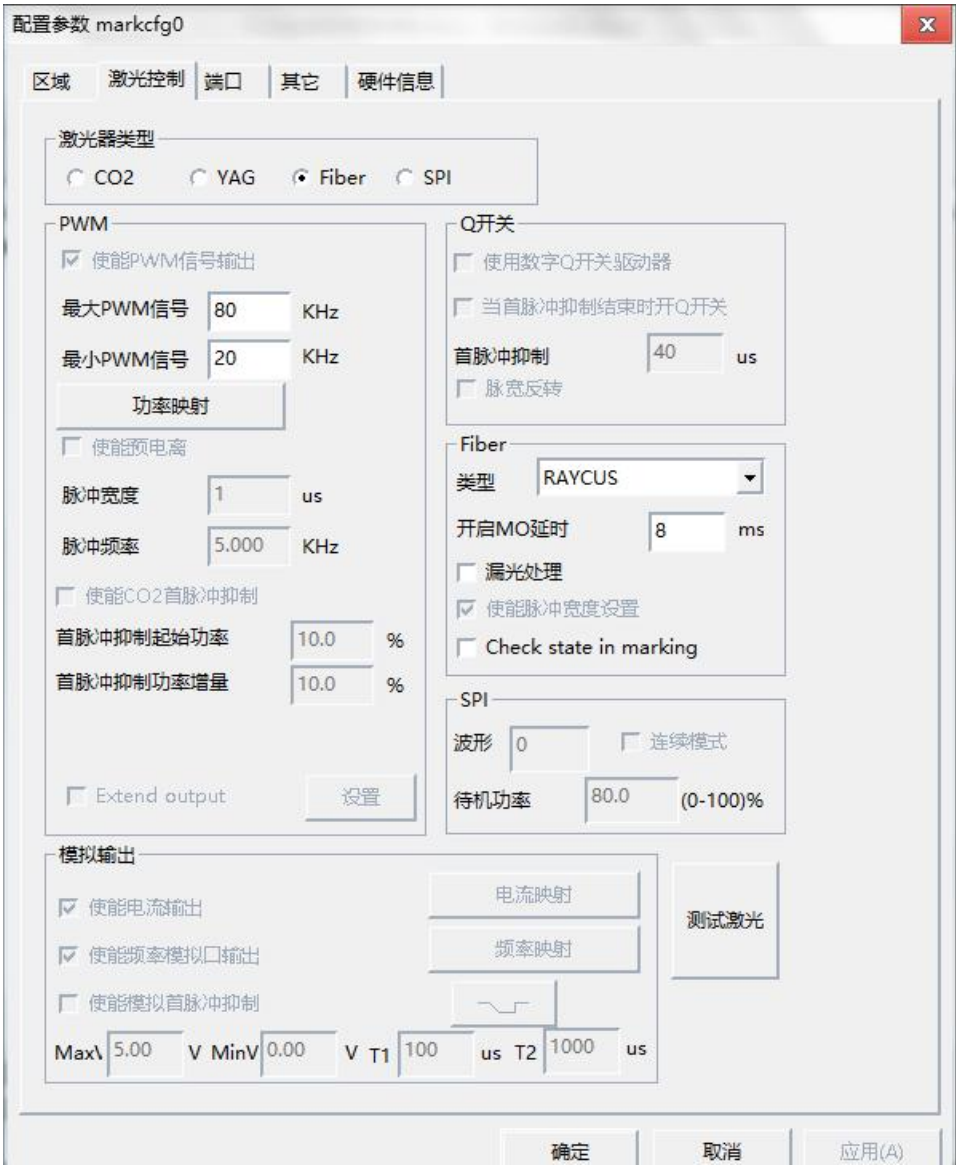 配置参数 markcfg0
区域 激光控制 端口 其它 硬件信息
激光器类型
CO2 YAG Fiber SPI
PWM
使能PWM信号输出
最大PWM信号 80 KHz
最小PWM信号 20 KHz
功率映射
使能预电离
脉冲宽度 1 us
脉冲频率 5.000 KHz
使能CO2首脉冲抑制
首脉冲抑制起始功率 10.0 %
首脉冲抑制功率增量 10.0 %
Extend output 设置
Q开关
使用数字Q开关驱动器
当首脉冲抑制结束时开Q开关
首脉冲抑制 40 us
脉宽反转
Fiber
类型 RAYCUS
开启MO延时 8 ms
漏光处理
使能脉冲宽度设置
Check state in marking
SPI
波形 0 连续模式
待机功率 80.0 (0-100)%
模拟输出
使能电流输出 电流映射
使能频率模拟口输出 频率映射
使能模拟首脉冲抑制
Max\ 5.00 V MinV 0.00 V T1 100 us T2 1000 us
测试激光
确定 取消 应用(A)